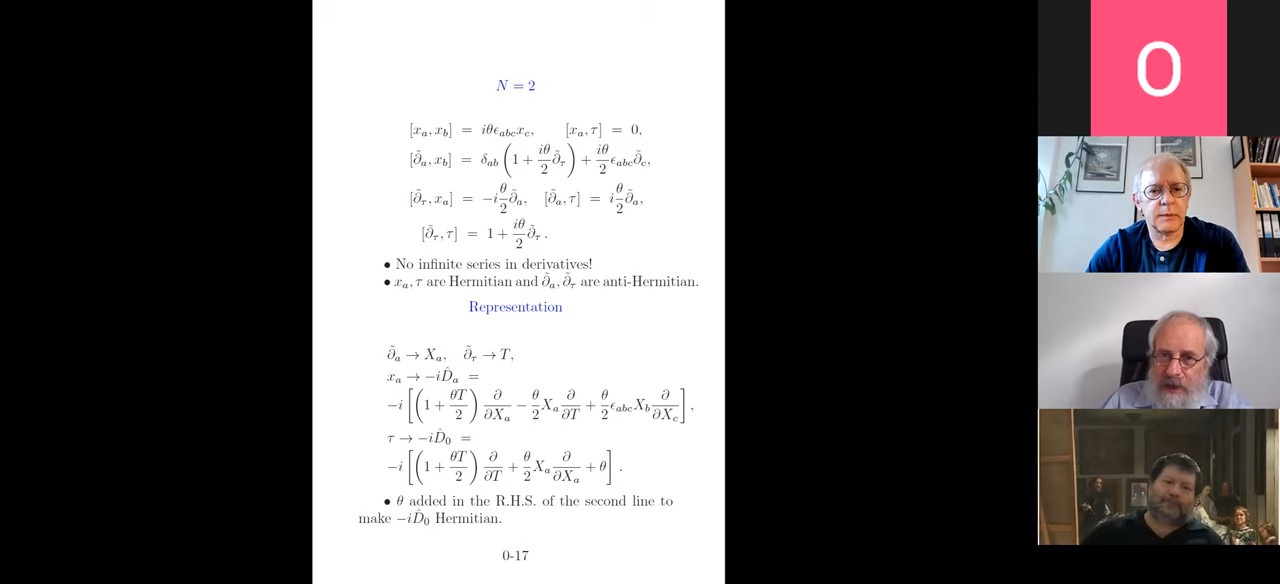 N = 2
[x_a, x_b] = iθϵ_{abc}x_c, [x_a, τ] = 0,
[∂̃_a, x_b] = δ_{ab} (1 + iθ/2 ∂̃_τ) + iθ/2 ϵ_{abc}∂̃_c,
[∂̃_τ, x_a] = −i θ/2 ∂̃_a, [∂̃_a, τ] = i θ/2 ∂̃_a,
[∂̃_τ, τ] = 1 + iθ/2 ∂̃_τ .
• No infinite series in derivatives!
• x_a, τ are Hermitian and ∂̃_a, ∂̃_τ are anti-Hermitian.
Representation
∂̃_a → X_a, ∂̃_τ → T,
x_a → −iD̂_a =
−i [(1 + θT/2) ∂/∂X_a − θ/2 X_a ∂/∂T + θ/2 ϵ_{abc}X_b ∂/∂X_c] ,
τ → −iD̂_0 =
−i [(1 + θT/2) ∂/∂T + θ/2 X_a ∂/∂X_a + θ] .
• θ added in the R.H.S. of the second line to
make −iD̂_0 Hermitian.
0-17
O